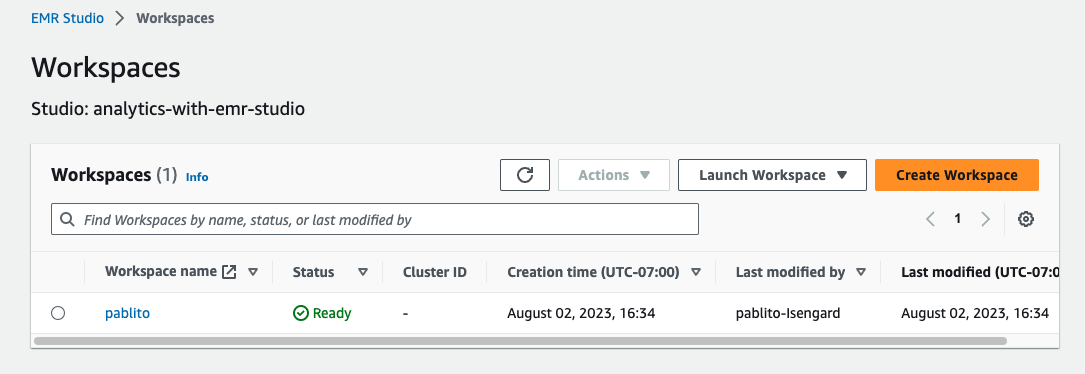 EMR Studio > Workspaces
Workspaces
Studio: analytics-with-emr-studio
Workspaces (1) Info Actions Launch Workspace Create Workspace
Find Workspaces by name, status, or last modified by 1
Workspace name Status Cluster ID Creation time (UTC-07:00) Last modified by Last modified (UTC-07:0
pablito Ready - August 02, 2023, 16:34 pablito-Isengard August 02, 2023, 16:34